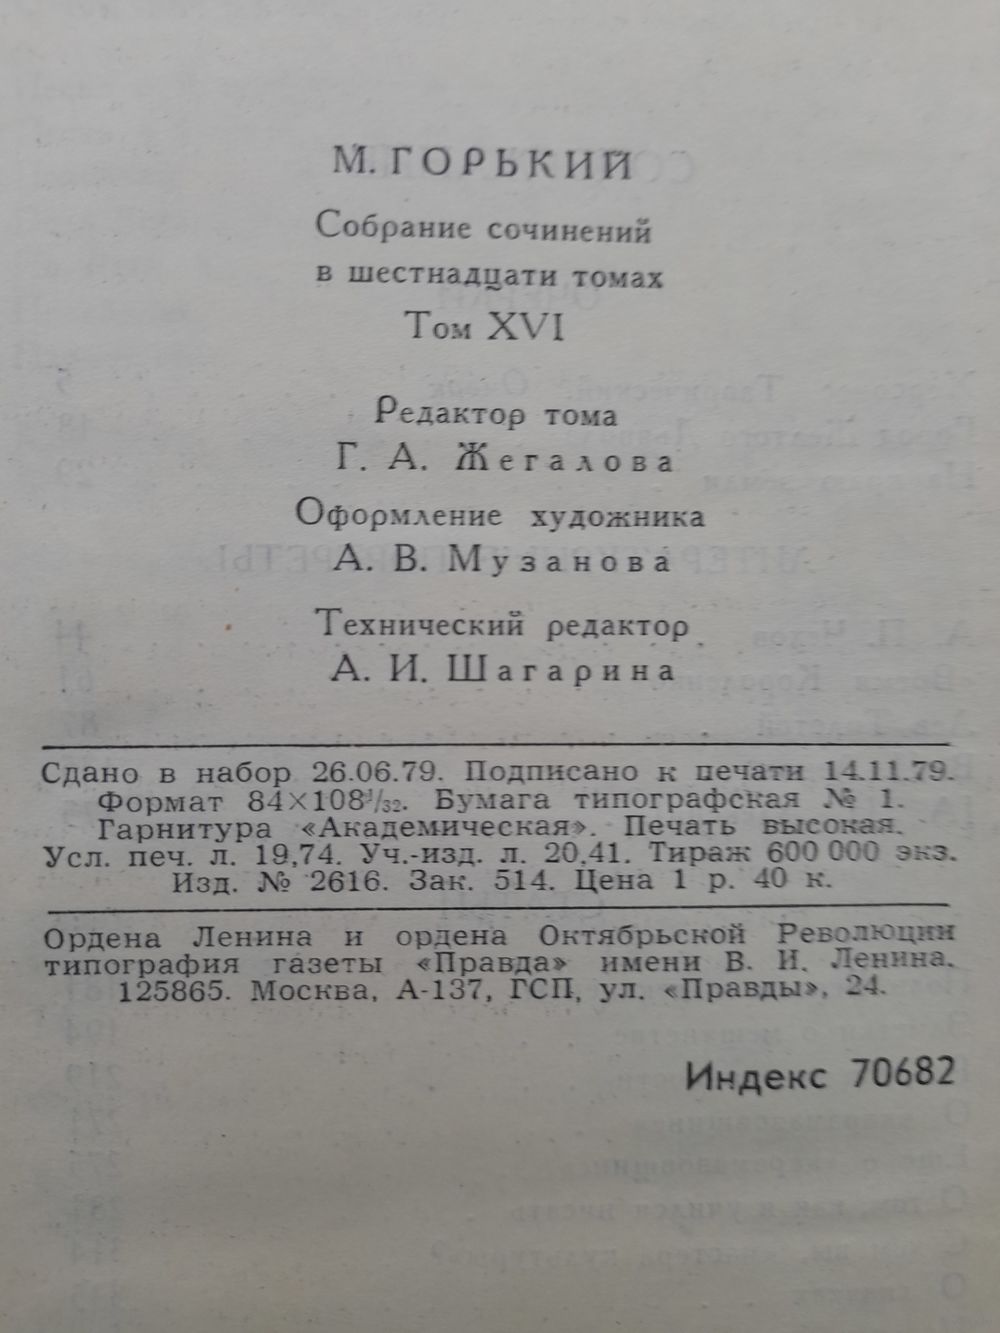 М. ГОРЬКИЙ
Собрание сочинений
в шестнадцати томах
Том XVI
Редактор тома
Г. А. Жегалова
Оформление художника
А. В. Музанова
Технический редактор
А. И. Шагарина
Сдано в набор 26.06.79. Подписано к печати 14.11.79.
Формат 84×108¹/₃₂. Бумага типографская № 1.
Гарнитура «Академическая». Печать высокая.
Усл. печ. л. 19,74. Уч.-изд. л. 20,41. Тираж 600 000 экз.
Изд. № 2616. Зак. 514. Цена 1 р. 40 к.
Ордена Ленина и ордена Октябрьской Революции
типография газеты «Правда» имени В. И. Ленина.
125865. Москва, А-137, ГСП, ул. «Правды», 24.
Индекс 70682